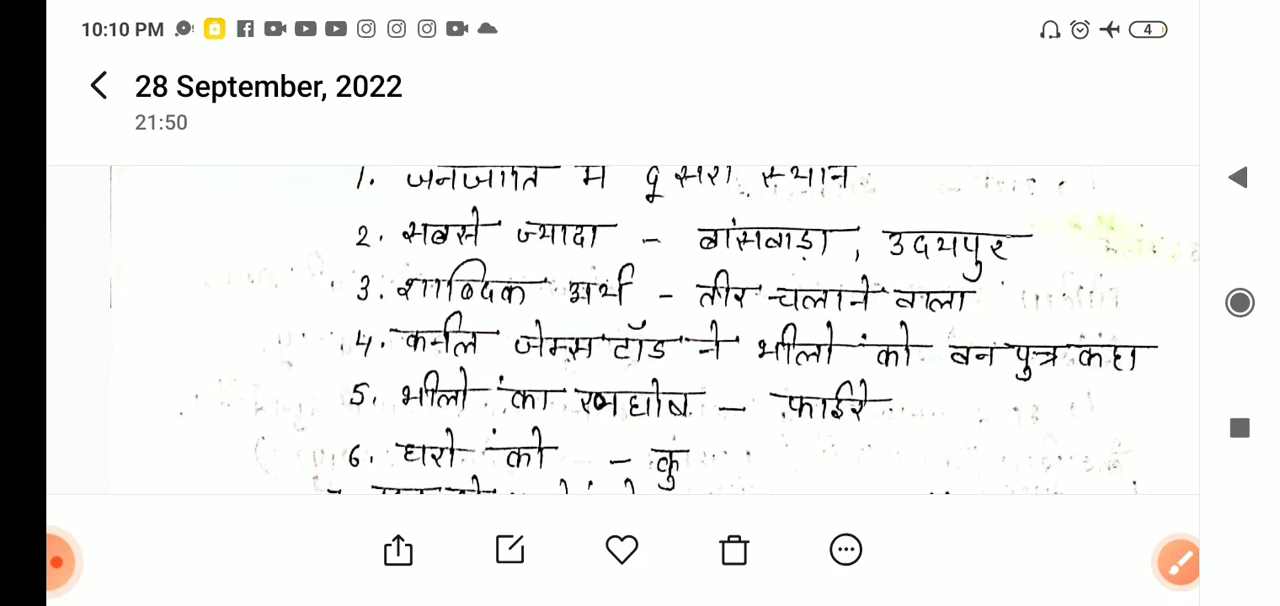 10:10 PM 4
28 September, 2022
21:50
1. जनजाति में दूसरा स्थान
2. सबसे ज्यादा - बांसवाड़ा, उदयपुर
3. शाब्दिक अर्थ - तीर चलाने वाला
4. कर्नल जेम्स टॉड ने भीलों को वन पुत्र कहा
5. भीलों का रणघोष - फाईरे
6. घरों को - कु